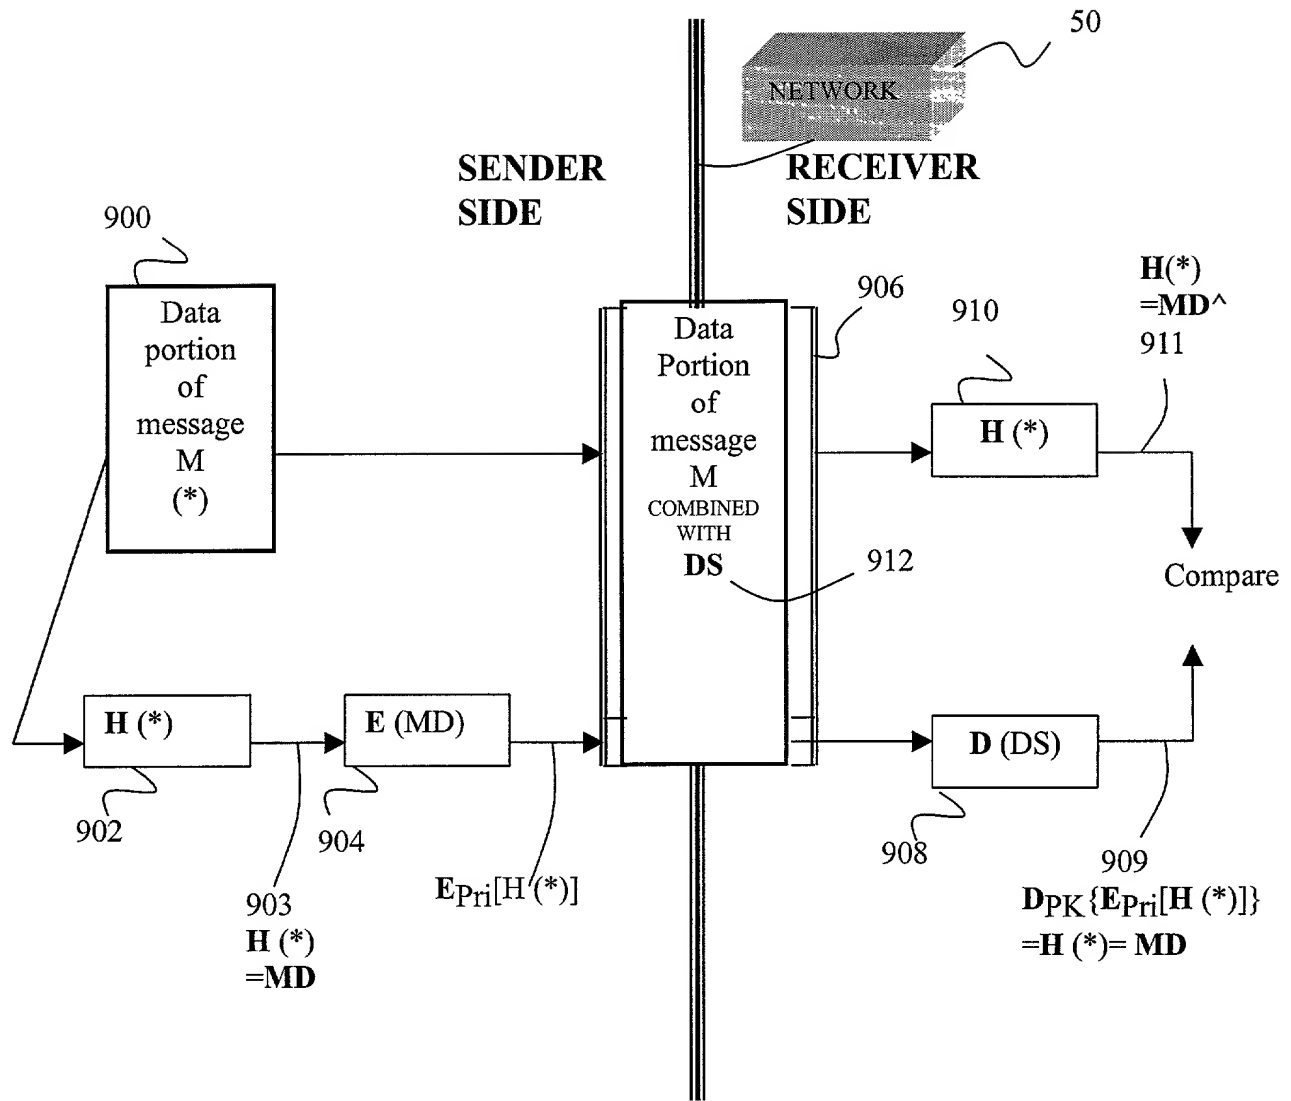 50
NETWORK
SENDER
SIDE
RECEIVER
SIDE
900
Data
portion
of
message
M
(*)
906
Data
Portion
of
message
M
COMBINED
WITH
DS
912
910
H (*)
H(*)
=MD^
911
Compare
H (*)
902
903
H (*)
=MD
E (MD)
904
EPri[H (*)]
D (DS)
908
909
DPK{EPri[H (*)]}
=H (*)= MD